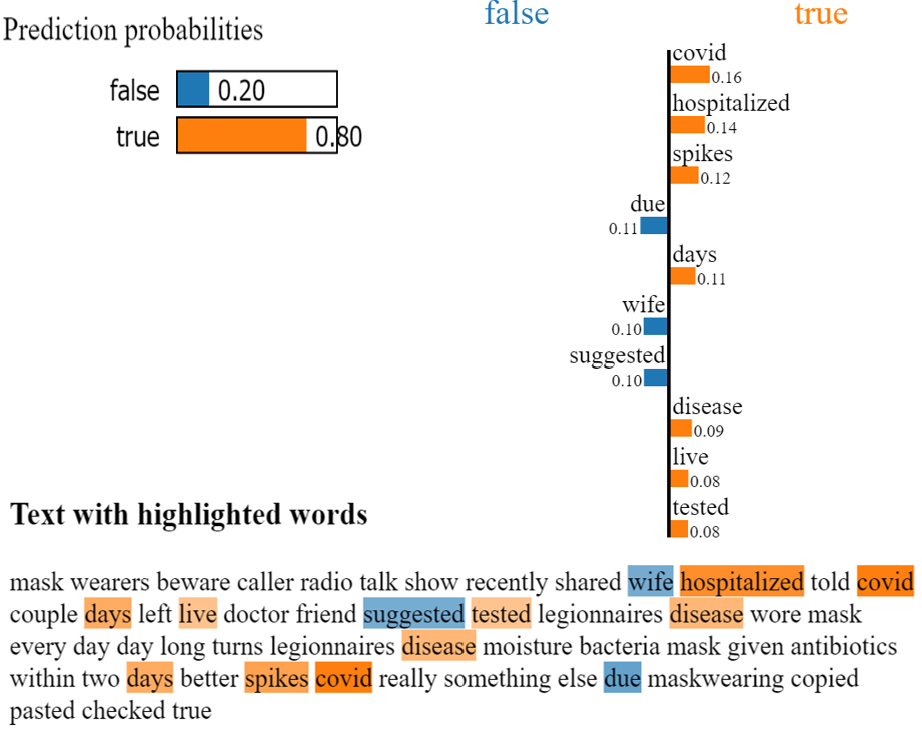 false true
Prediction probabilities
false 0.20
true 0.80
covid
0.16
hospitalized
0.14
spikes
0.12
due
0.11
days
0.11
wife
0.10
suggested
0.10
disease
0.09
live
0.08
tested
0.08
Text with highlighted words
mask wearers beware caller radio talk show recently shared wife hospitalized told covid
couple days left live doctor friend suggested tested legionnaires disease wore mask
every day day long turns legionnaires disease moisture bacteria mask given antibiotics
within two days better spikes covid really something else due maskwearing copied
pasted checked true